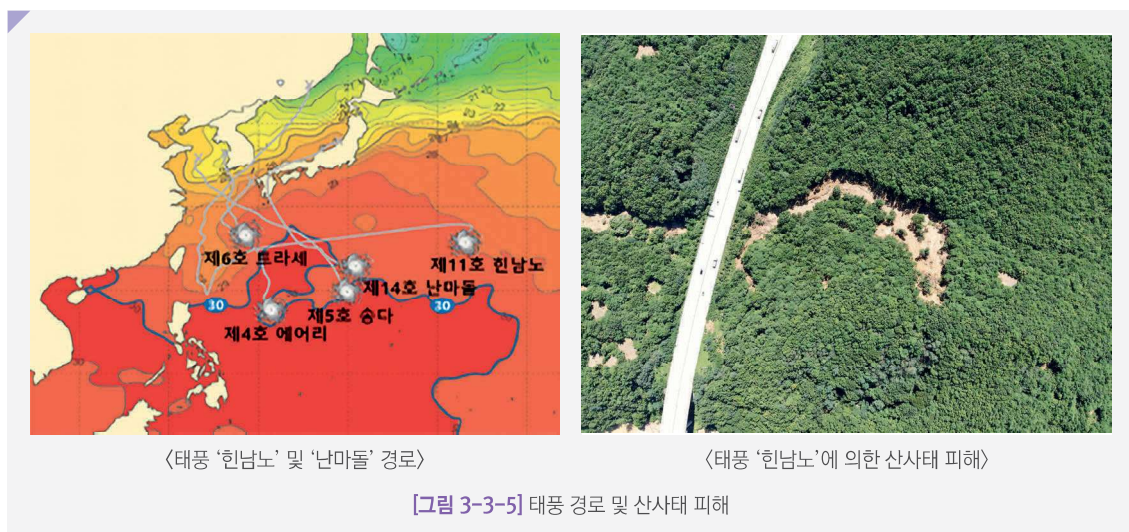 제6호 트라세
제11호 힌남노
제14호 난마돌
30
30
제5호 송다
제4호 에어리
<태풍 ‘힌남노’ 및 ‘난마돌’ 경로>
<태풍 ‘힌남노’에 의한 산사태 피해>
[그림 3-3-5] 태풍 경로 및 산사태 피해